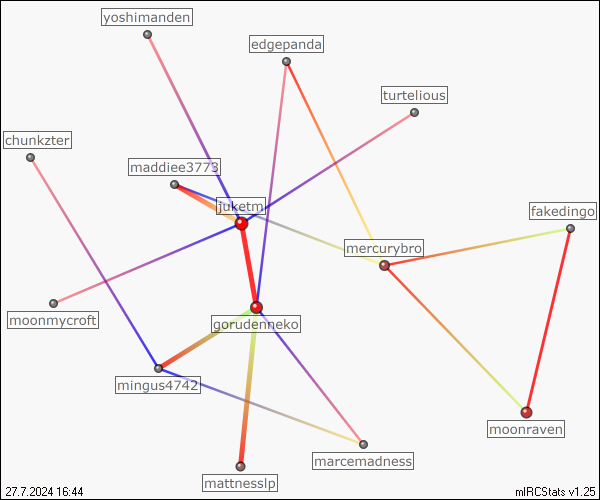 yoshimanden
edgepanda
turtelious
chunkzter
maddiee3773
juketm
fakedingo
mercurybro
moonmycroft
gorudenneko
mingus4742
moonraven
marcemadness
mattnesslp
27.7.2024 16:44
mIRCStats v1.25